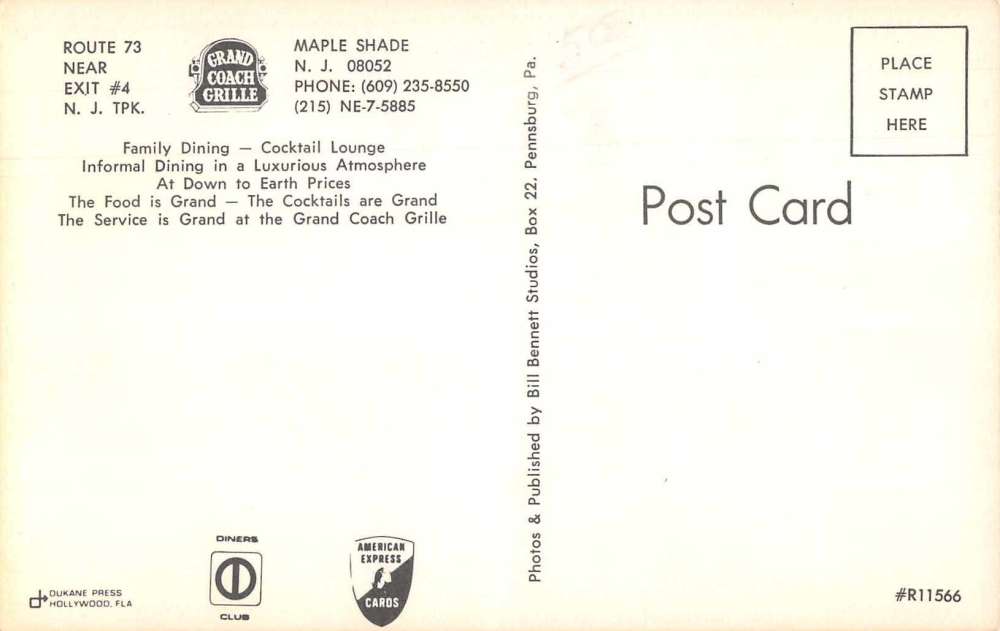 ROUTE 73
NEAR
EXIT #4
N. J. TPK.
GRAND
COACH
GRILLE
MAPLE SHADE
N. J. 08052
PHONE: (609) 235-8550
(215) NE-7-5885
Family Dining — Cocktail Lounge
Informal Dining in a Luxurious Atmosphere
At Down to Earth Prices
The Food is Grand — The Cocktails are Grand
The Service is Grand at the Grand Coach Grille
DINERS
CLUB
AMERICAN
EXPRESS
CARDS
DUKANE PRESS
HOLLYWOOD, FLA
Photos & Published by Bill Bennett Studios, Box 22. Pennsburg, Pa.
PLACE
STAMP
HERE
Post Card
#R11566